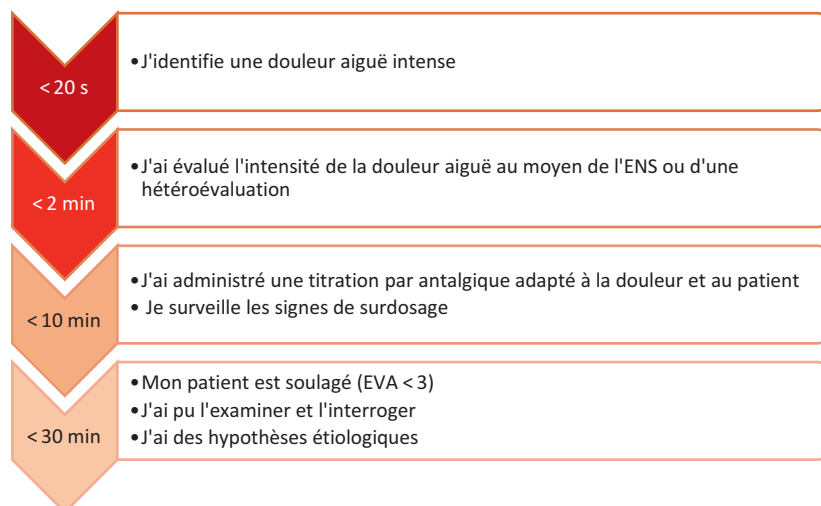 < 20 s
•J'identifie une douleur aiguë intense
< 2 min
•J'ai évalué l'intensité de la douleur aiguë au moyen de l'ENS ou d'une
hétéroévaluation
< 10 min
•J'ai administré une titration par antalgique adapté à la douleur et au patient
• Je surveille les signes de surdosage
< 30 min
•Mon patient est soulagé (EVA < 3)
•J'ai pu l'examiner et l'interroger
•J'ai des hypothèses étiologiques